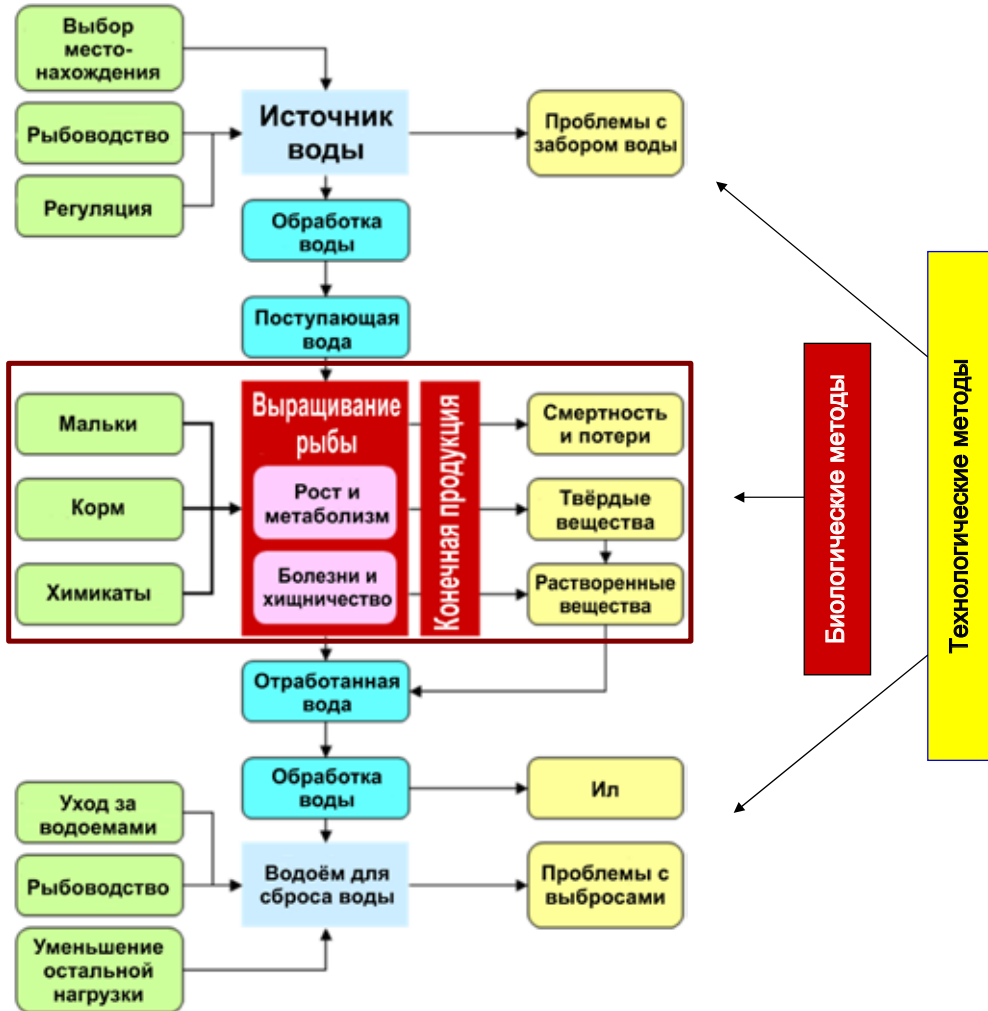 Выбор
место-
нахождения
Рыбоводство
Регуляция
Источник
воды
Проблемы с
забором воды
Обработка
воды
Поступающая
вода
Мальки
Корм
Химикаты
Выращивание
рыбы
Рост и
метаболизм
Болезни и
хищничество
Конечная продукция
Смертность
и потери
Твёрдые
вещества
Растворенные
вещества
Биологические методы
Технологические методы
Отработанная
вода
Обработка
воды
Ил
Уход за
водоемами
Рыбоводство
Уменьшение
остальной
нагрузки
Водоём для
сброса воды
Проблемы с
выбросами